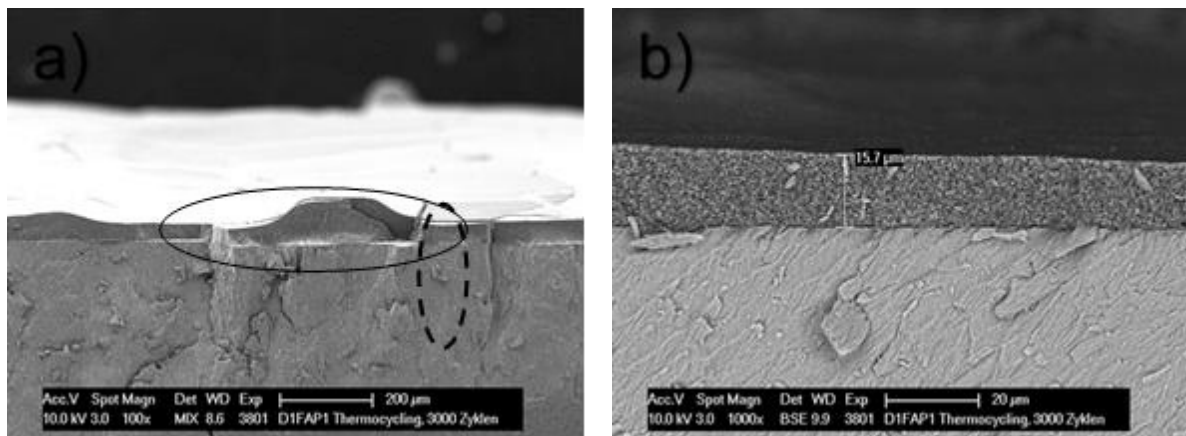 a)
Acc.V Spot Magn Det WD Exp 200 µm
10.0 kV 3.0 100x MIX 8.6 3801 D1FAP1 Thermocycling, 3000 Zyklen
b)
15.7 µm
Acc.V Spot Magn Det WD Exp 20 µm
10.0 kV 3.0 1000x BSE 9.9 3801 D1FAP1 Thermocycling, 3000 Zyklen